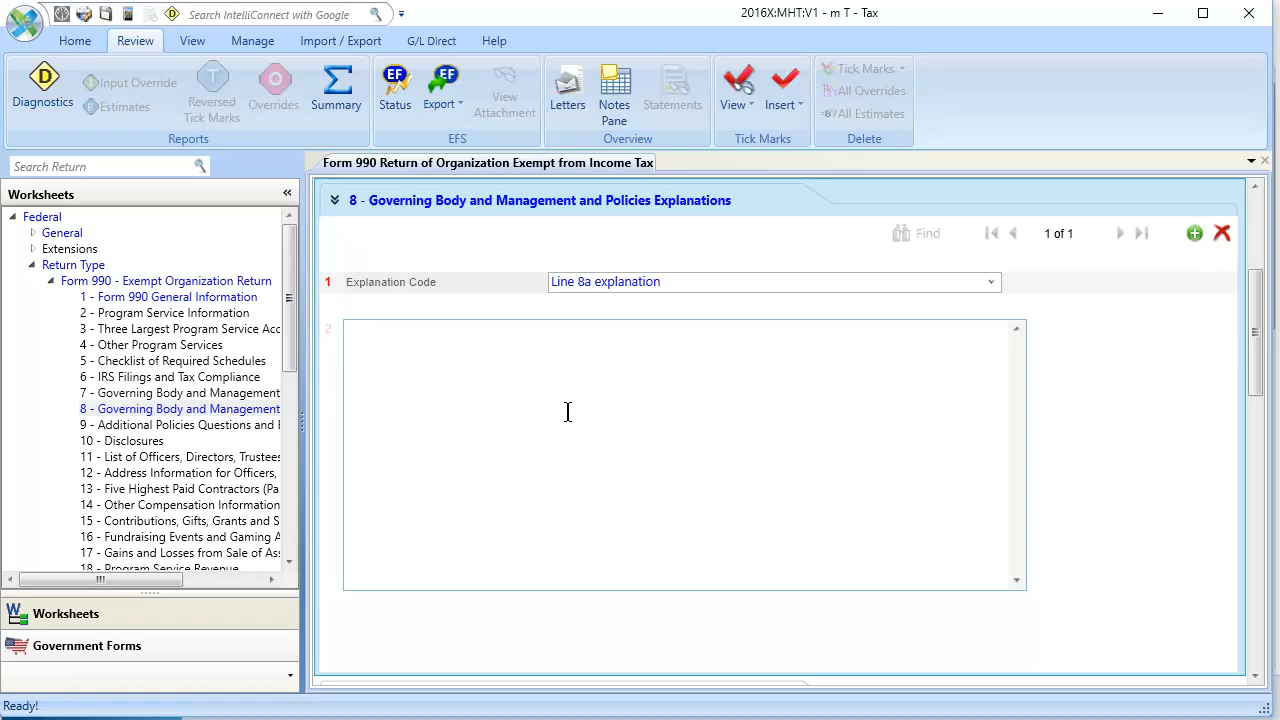 Search IntelliConnect with Google
2016X:MHT:V1 - m T - Tax
Home
Review
View
Manage
Import / Export
G/L Direct
Help
Diagnostics
Input Override
Estimates
Reversed
Tick Marks
Overrides
Summary
Reports
Status
Export
View
Attachment
EFS
Letters
Notes
Pane
Statements
Overview
View
Insert
Tick Marks
Tick Marks
All Overrides
All Estimates
Delete
Search Return
Form 990 Return of Organization Exempt from Income Tax
Worksheets
Federal
General
Extensions
Return Type
Form 990 - Exempt Organization Return
1 - Form 990 General Information
2 - Program Service Information
3 - Three Largest Program Service Acc
4 - Other Program Services
5 - Checklist of Required Schedules
6 - IRS Filings and Tax Compliance
7 - Governing Body and Management
8 - Governing Body and Management
9 - Additional Policies Questions and E
10 - Disclosures
11 - List of Officers, Directors, Trustees
12 - Address Information for Officers,
13 - Five Highest Paid Contractors (Pa
14 - Other Compensation Information
15 - Contributions, Gifts, Grants and S
16 - Fundraising Events and Gaming A
17 - Gains and Losses from Sale of Ass
18 - Program Service Revenue
Worksheets
Government Forms
8 - Governing Body and Management and Policies Explanations
Find
1 of 1
1 Explanation Code
Line 8a explanation
2
Ready!